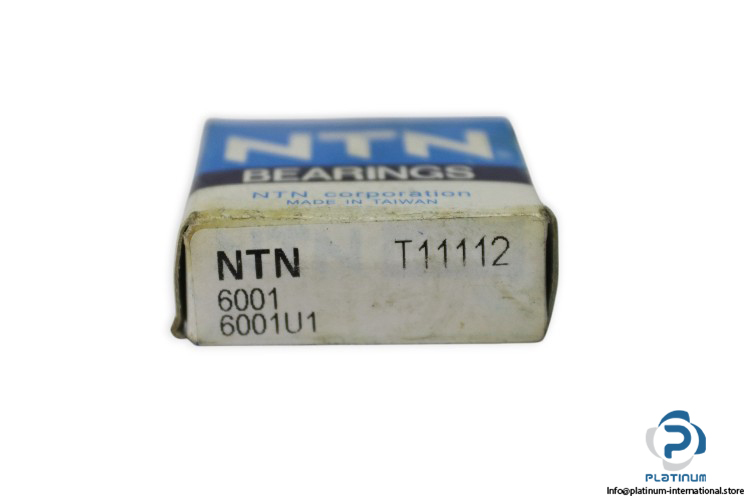 NTN
BEARINGS
NTN corporation
MADE IN TAIWAN
NTN T11112
6001
6001U1
PLATINUM
Info@platinum-international.store